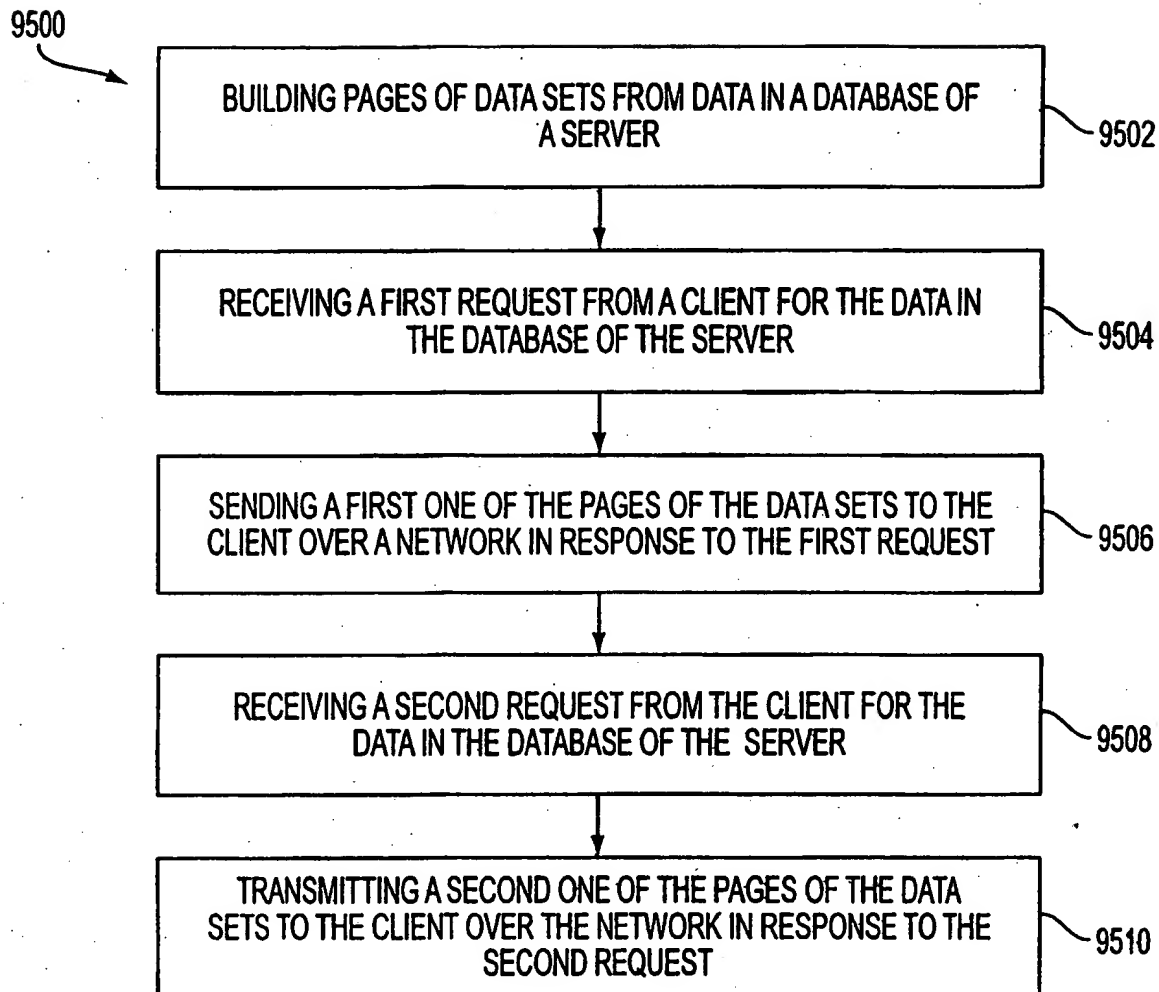 9500
BUILDING PAGES OF DATA SETS FROM DATA IN A DATABASE OF
A SERVER
9502
RECEIVING A FIRST REQUEST FROM A CLIENT FOR THE DATA IN
THE DATABASE OF THE SERVER
9504
SENDING A FIRST ONE OF THE PAGES OF THE DATA SETS TO THE
CLIENT OVER A NETWORK IN RESPONSE TO THE FIRST REQUEST
9506
RECEIVING A SECOND REQUEST FROM THE CLIENT FOR THE
DATA IN THE DATABASE OF THE SERVER
9508
TRANSMITTING A SECOND ONE OF THE PAGES OF THE DATA
SETS TO THE CLIENT OVER THE NETWORK IN RESPONSE TO THE
SECOND REQUEST
9510